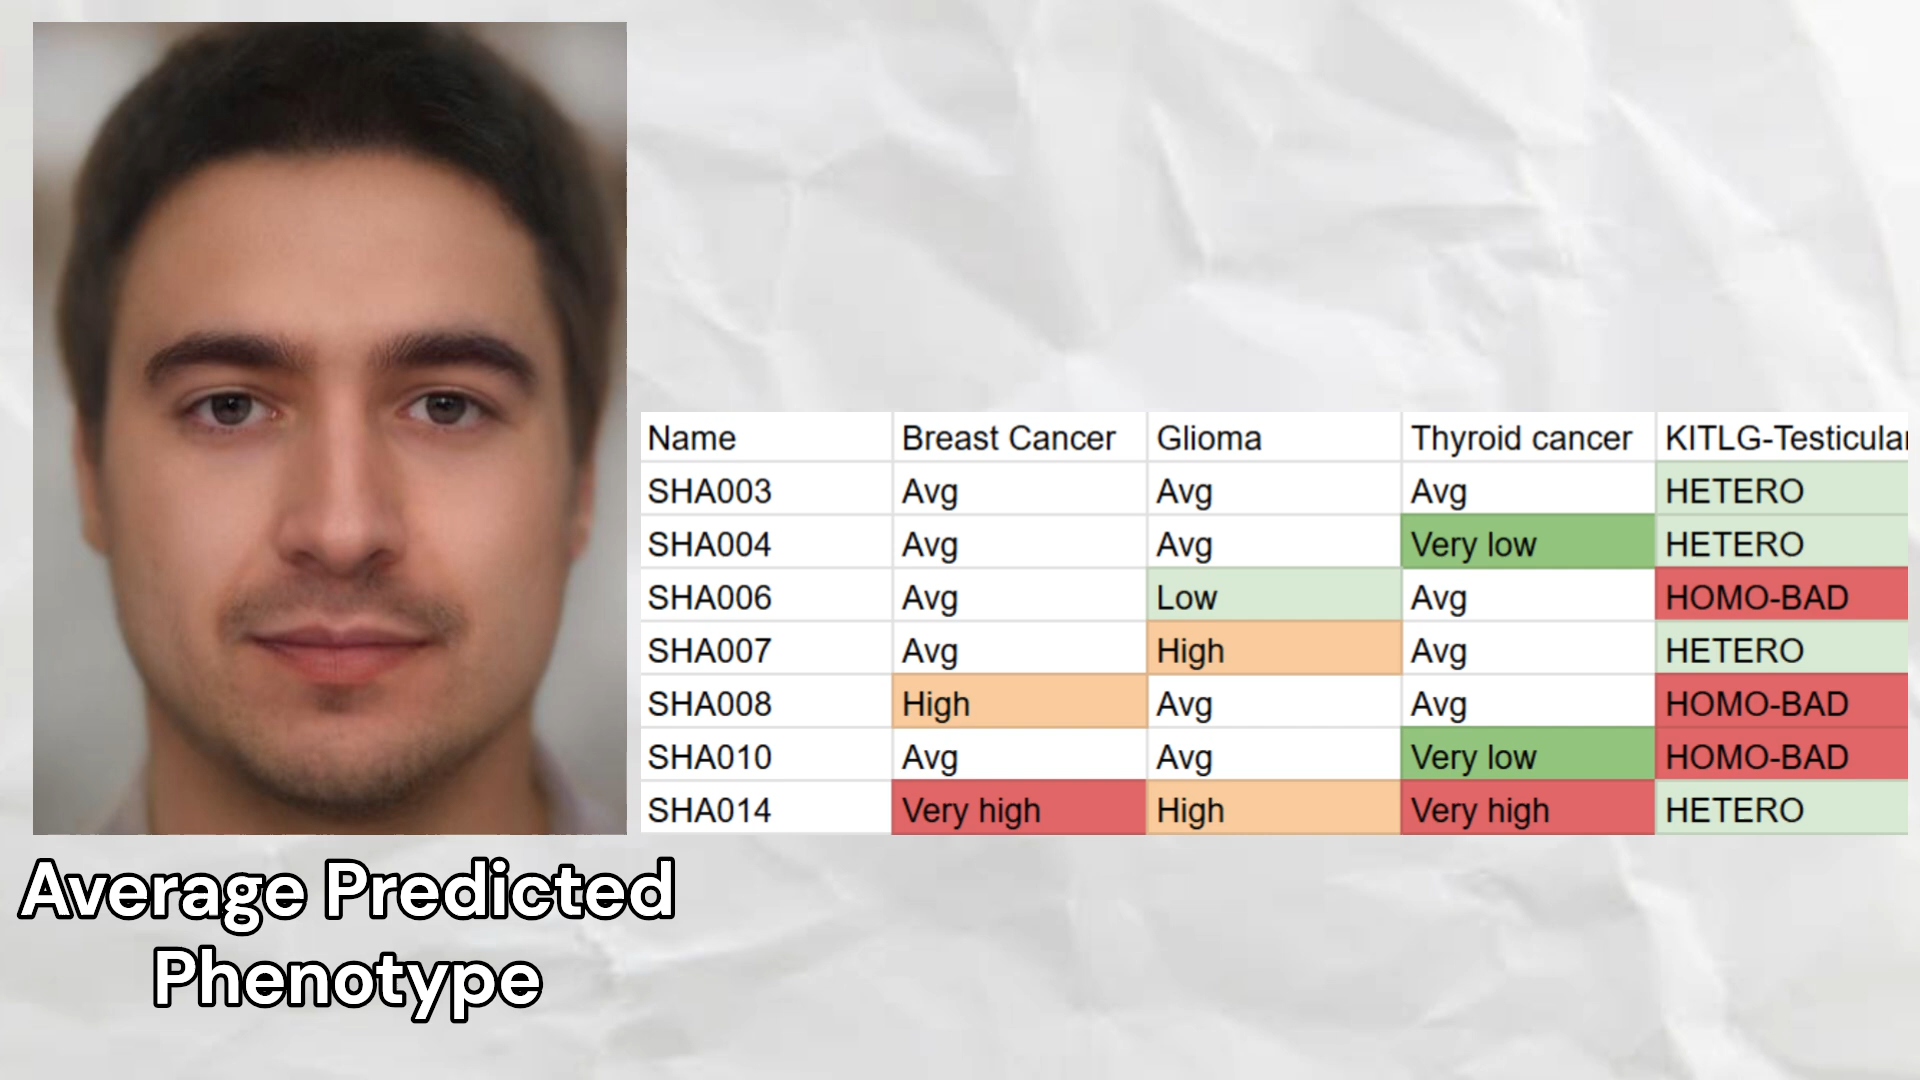 Name Breast Cancer Glioma Thyroid cancer KITLG-Testicular
SHA003 Avg Avg Avg HETERO
SHA004 Avg Avg Very low HETERO
SHA006 Avg Low Avg HOMO-BAD
SHA007 Avg High Avg HETERO
SHA008 High Avg Avg HOMO-BAD
SHA010 Avg Avg Very low HOMO-BAD
SHA014 Very high High Very high HETERO
Average Predicted
Phenotype